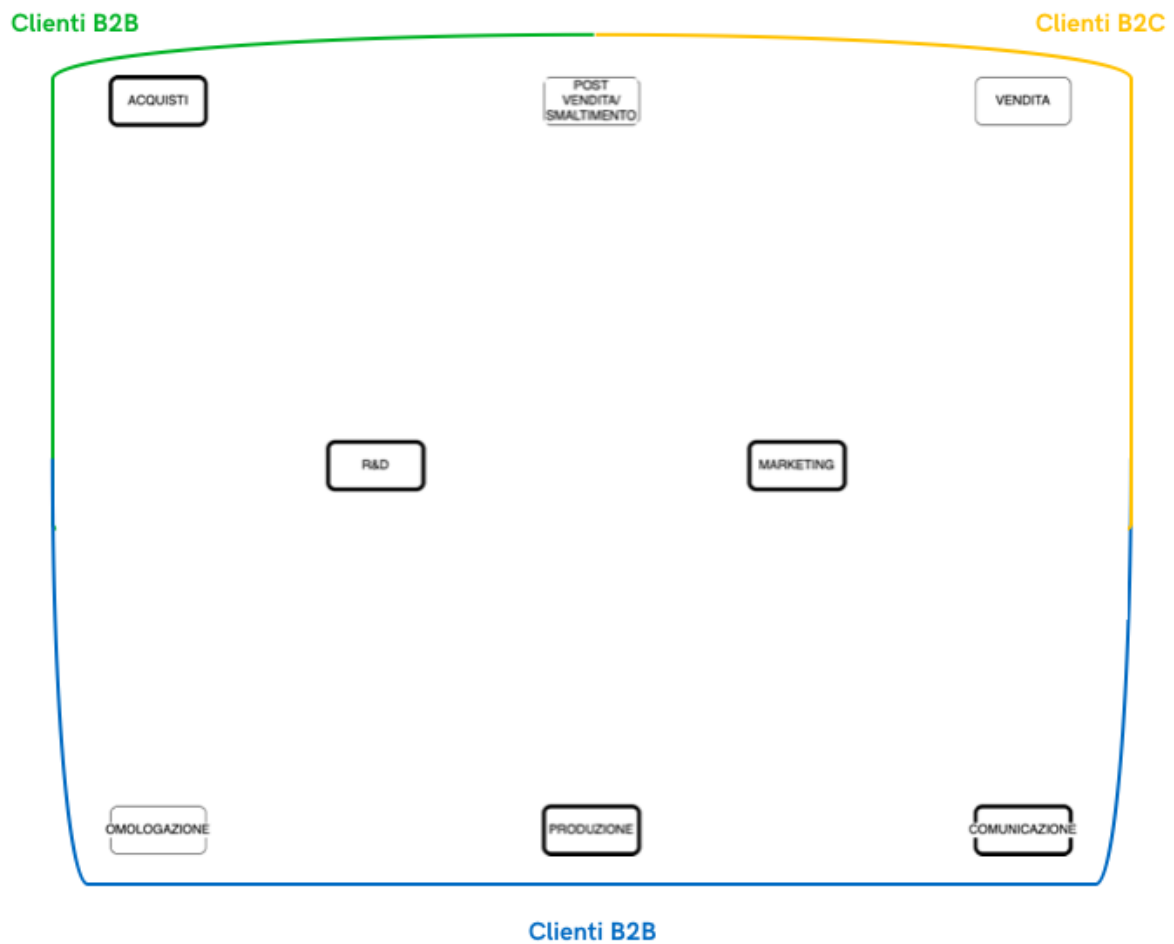 Clienti B2B
Clienti B2C
ACQUISTI
POST
VENDITA/
SMALTIMENTO
VENDITA
R&D
MARKETING
OMOLOGAZIONE
PRODUZIONE
COMUNICAZIONE
Clienti B2B